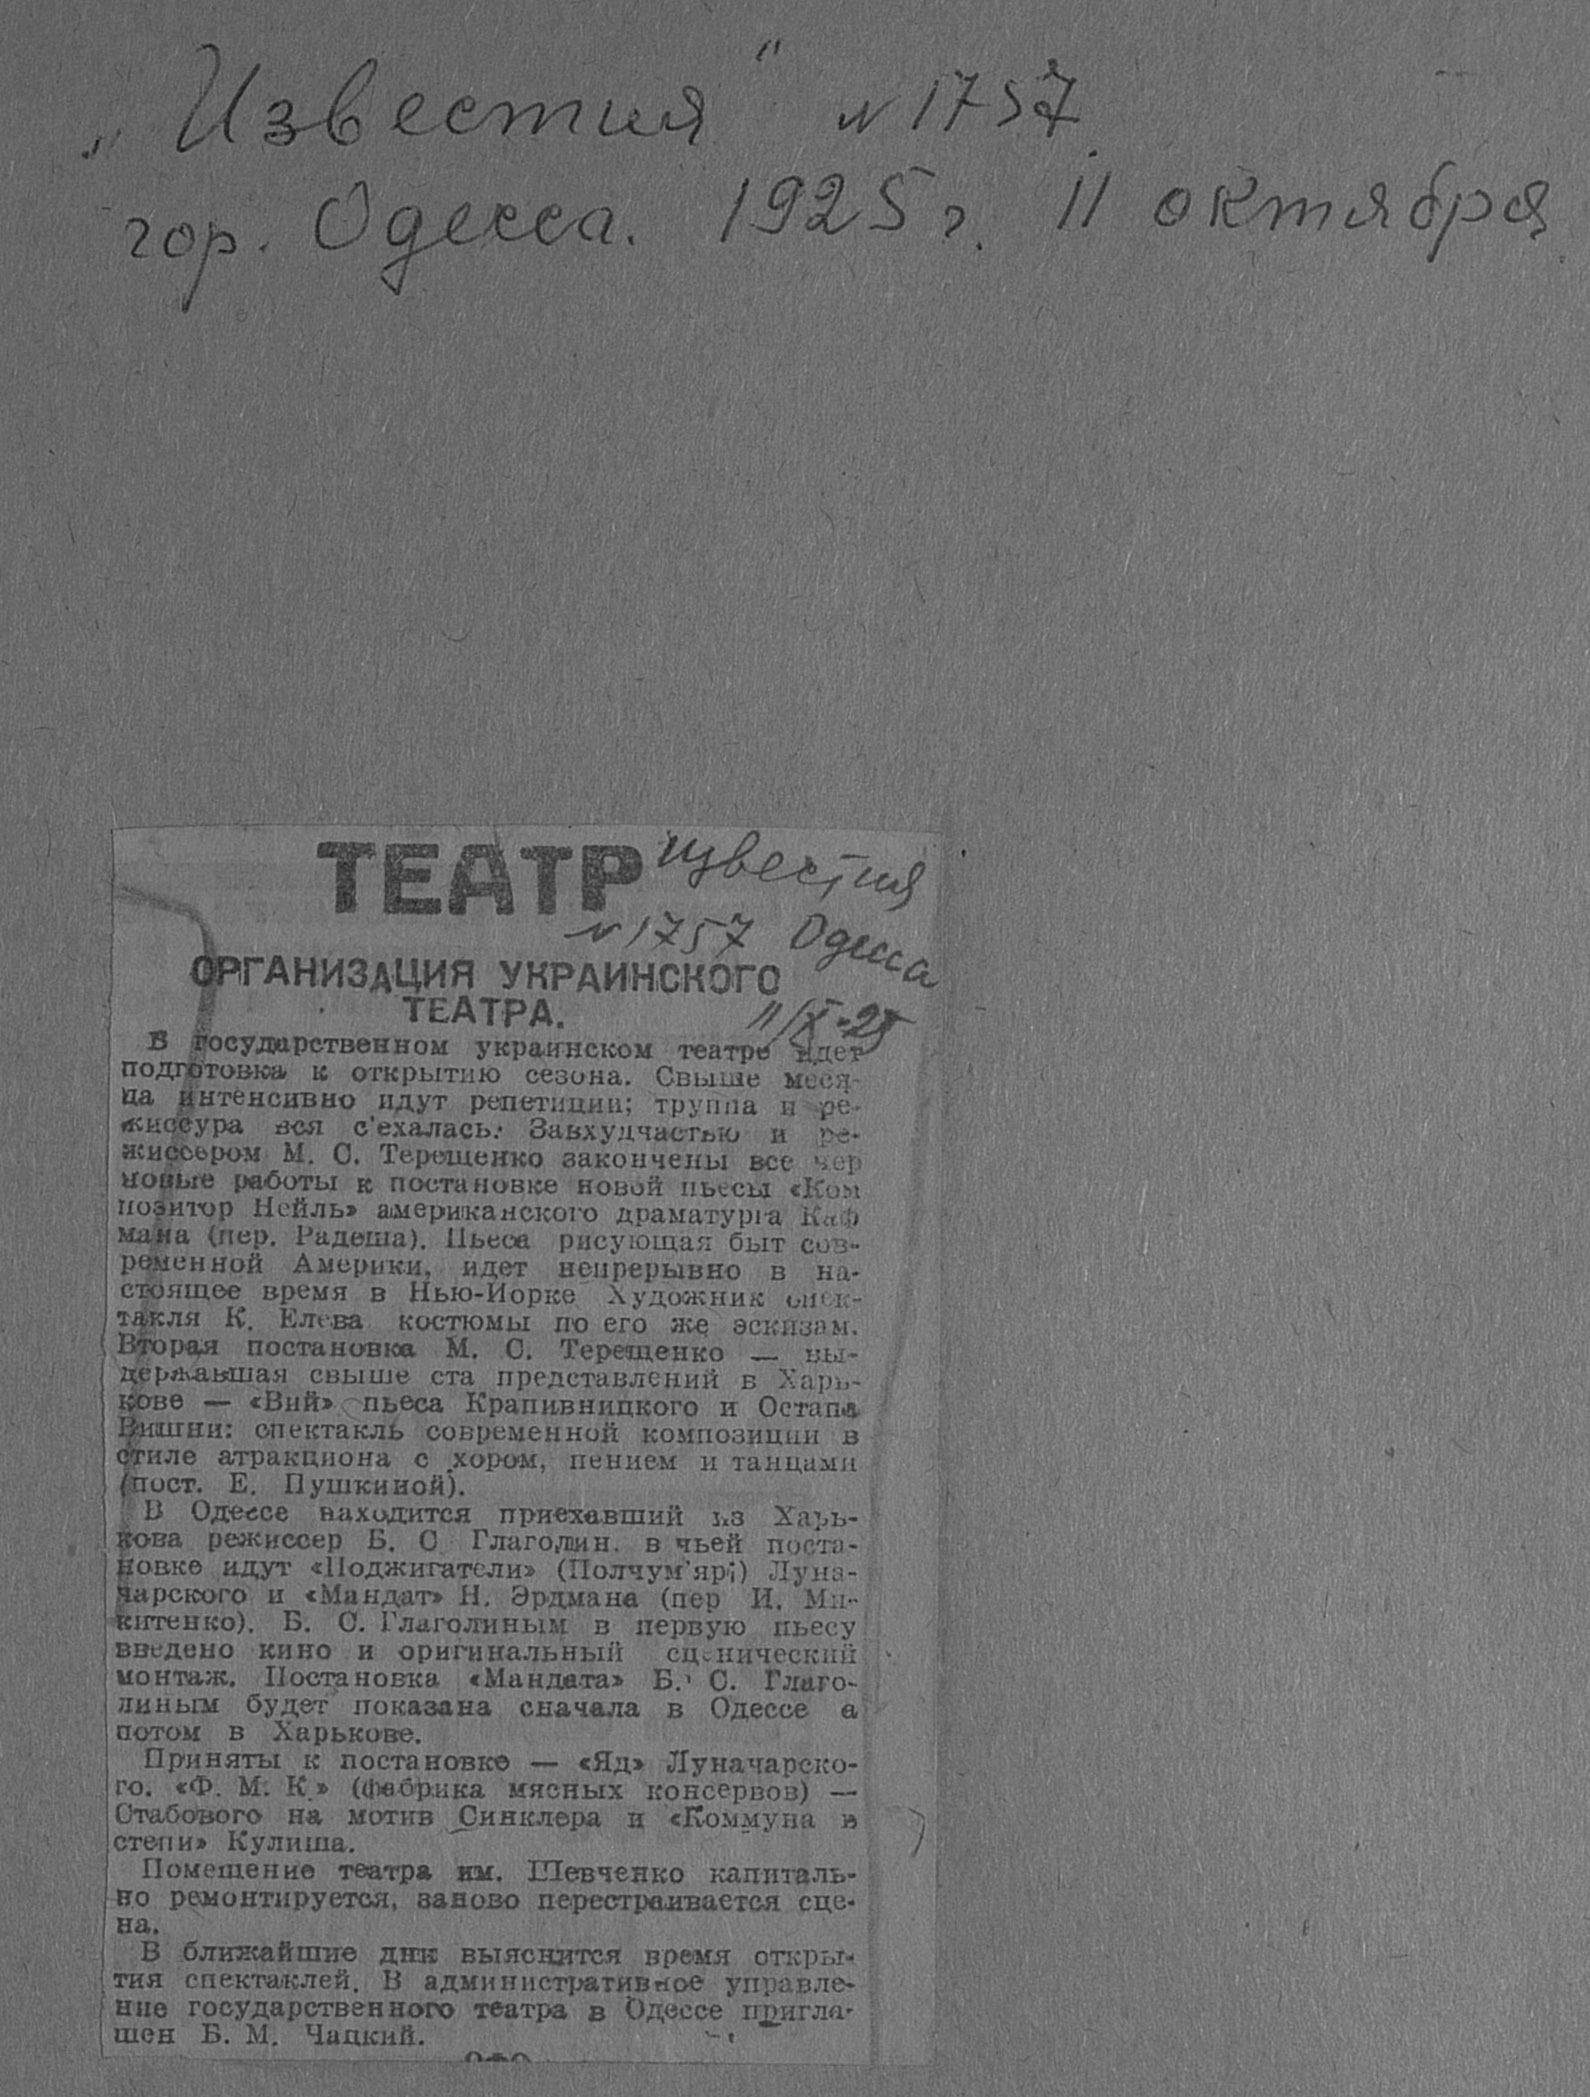 „Известия" №1757.
гор. Одесса. 1925 г. 11 октября
ТЕАТР
Известия
№1757 Одесса
11/X-25
ОРГАНИЗАЦИЯ УКРАИНСКОГО
ТЕАТРА.
В государственном украинском театре идет
подготовка к открытию сезона. Свыше меся-
ца интенсивно идут репетиции; труппа и ре-
жиссура вся с'ехалась. Завхудчастью и ре-
жиссером М. С. Терещенко закончены все чер
новые работы к постановке новой пьесы «Ком
позитор Нейль» американского драматурга Каф
мана (пер. Радеша). Пьеса рисующая быт сов-
ременной Америки, идет непрерывно в на-
стоящее время в Нью-Иорке Художник спек-
такля К. Елева костюмы по его же эскизам.
Вторая постановка М. С. Терещенко — вы-
державшая свыше ста представлений в Харь-
кове — «Вий» пьеса Крапивницкого и Остапа
Вишни: спектакль современной композиции в
стиле атракциона с хором, пением и танцами
(пост. Е. Пушкиной).
В Одессе находится приехавший из Харь-
кова режиссер Б. С. Глаголин. в чьей поста-
новке идут «Поджигатели» (Полчум'ярі) Луна-
чарского и «Мандат» Н. Эрдмана (пер И. Ми-
китенко). Б. С. Глаголиным в первую пьесу
введено кино и оригинальный сценический
монтаж. Постановка «Мандата» Б. С. Глаго-
линым будет показана сначала в Одессе а
потом в Харькове.
Приняты к постановке — «Яд» Луначарско-
го. «Ф. М. К.» (фабрика мясных консервов) —
Стабового на мотив Синклера и «Коммуна в
степи» Кулиша.
Помещение театра им. Шевченко капиталь-
но ремонтируется, заново перестраивается сце-
на.
В ближайшие дни выяснится время откры-
тия спектаклей. В административное управле-
ние государственного театра в Одессе пригла-
шен Б. М. Чацкий.